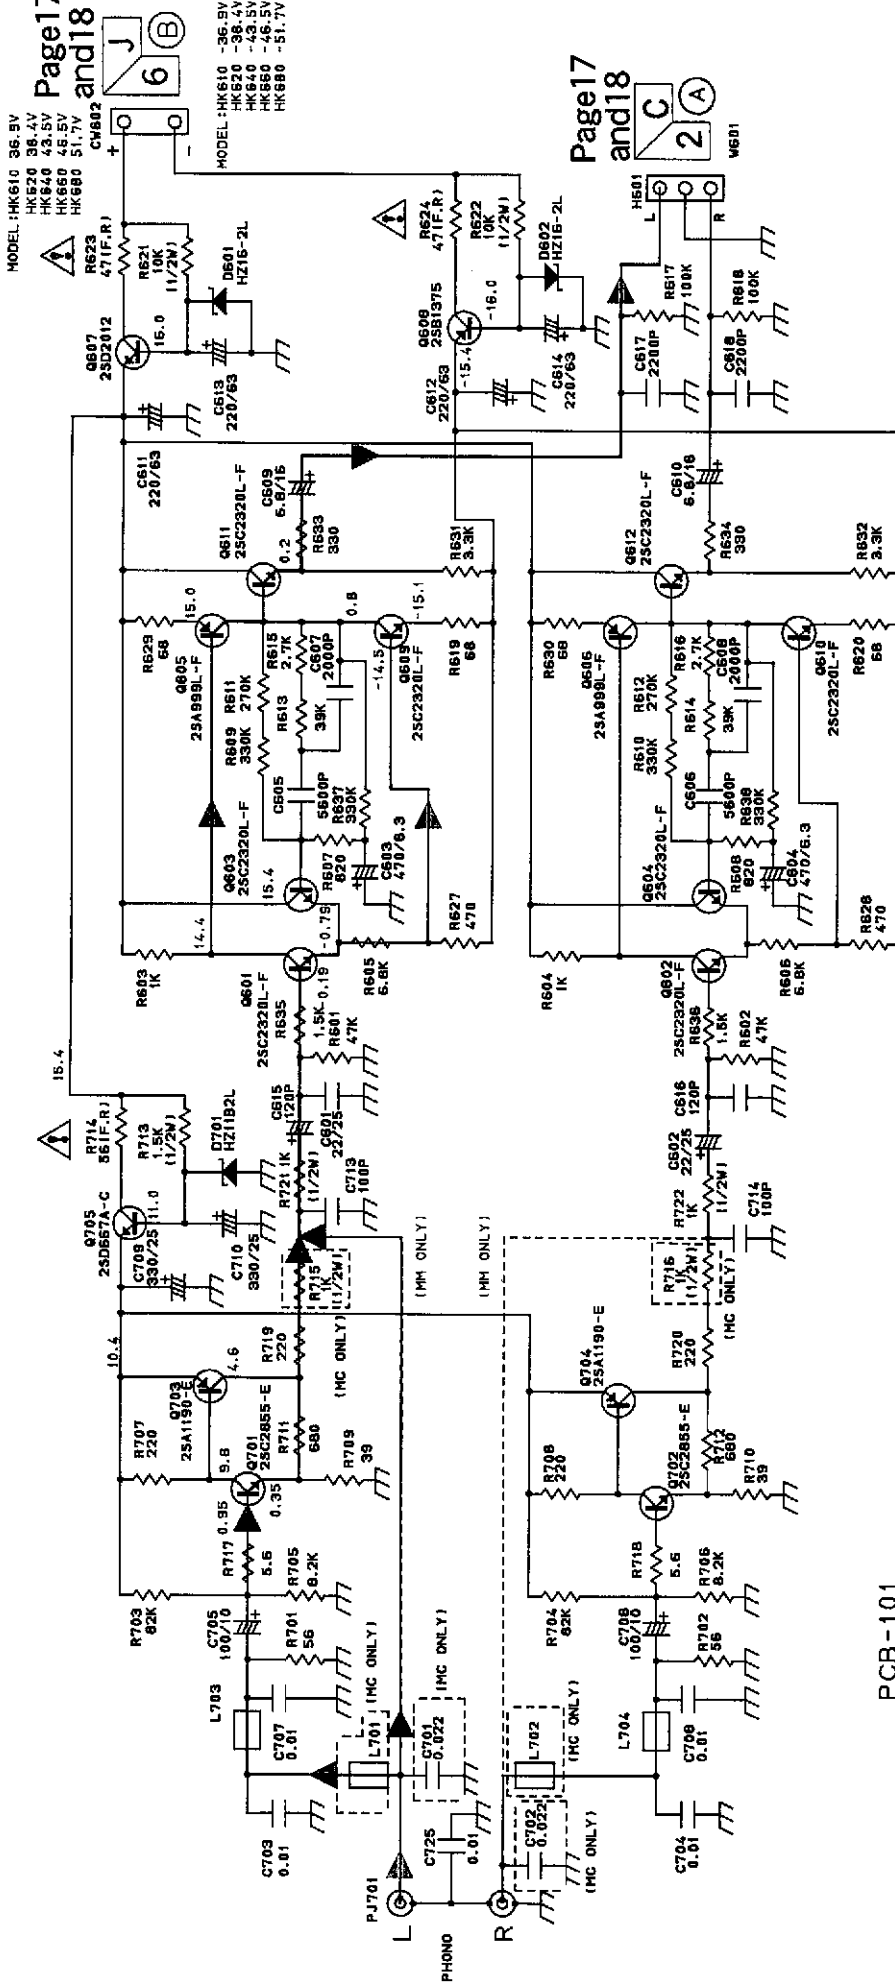 MODEL:HK610 36.9V
HK620 38.4V
HK640 43.5V
HK660 46.5V
HK680 51.7V
Page17
and18
J
6
B
CW602
+
-
MODEL:HK610 -36.9V
HK620 -38.4V
HK640 -43.5V
HK660 -46.5V
HK680 -51.7V
Page17
and18
C
2
A
W601
H601
L
R
R623
47(F.R)
R621
10K
(1/2W)
D601
HZ16-2L
Q607
2SD2012
16.0
C613
220/63
C611
220/63
R624
47(F.R)
R622
10K
(1/2W)
D602
HZ16-2L
Q608
2SB1375
-16.0
-15.4
C614
220/63
C612
220/63
R617
100K
R618
100K
C617
2200P
C618
2200P
Q611
2SC2320L-F
0.2
C609
6.8/16
R633
330
R631
3.3K
R629
68
15.0
Q605
2SA999L-F
R611
270K
R609
330K
R615
2.7K
R613
39K
C607
2000P
0.8
-15.1
-14.5
Q609
2SC2320L-F
R619
68
C605
5600P
R637
330K
Q603
2SC2320L-F
15.4
R607
820
C603
470/6.3
14.4
R603
1K
-0.79
R605
6.8K
R627
470
Q601
2SC2320L-F
R635
1.5K
-0.19
R601
47K
Q612
2SC2320L-F
C610
6.8/16
R634
330
R632
3.3K
R630
68
Q606
2SA999L-F
R612
270K
R610
330K
R616
2.7K
R614
39K
C608
2000P
Q610
2SC2320L-F
R620
68
C606
5600P
R638
330K
Q604
2SC2320L-F
R608
820
C604
470/6.3
R604
1K
R606
6.8K
R628
470
Q602
2SC2320L-F
R636
1.5K
R602
47K
15.4
R714
56(F.R)
R713
1.5K
(1/2W)
D701
HZ11B2L
Q705
2SD667A-C
11.0
C709
330/25
C710
330/25
C615
120P
C601
22/25
R721 1K
(1/2W)
C713
100P
R715
1K
(1/2W)
(MC ONLY)
(MM ONLY)
R719
220
10.4
Q703
2SA1190-E
4.6
R707
220
9.8
Q701
2SC2855-E
R711
680
R709
39
0.35
0.95
R717
5.6
R703
82K
R705
8.2K
C705
100/10
R701
56
L703
C707
0.01
(MC ONLY)
L701
C703
0.01
C701
0.022
(MC ONLY)
PJ701
L
C725
0.01
PHONO
R
C616
120P
C602
22/25
R722
1K
(1/2W)
C714
100P
(MM ONLY)
R716
1K
(1/2W)
(MC ONLY)
R720
220
Q704
2SA1190-E
R708
220
Q702
2SC2855-E
R712
680
R710
39
R718
5.6
R704
82K
R706
8.2K
C706
100/10
R702
56
L704
C708
0.01
L702
(MC ONLY)
C702
0.022
(MC ONLY)
C704
0.01
PCB-101